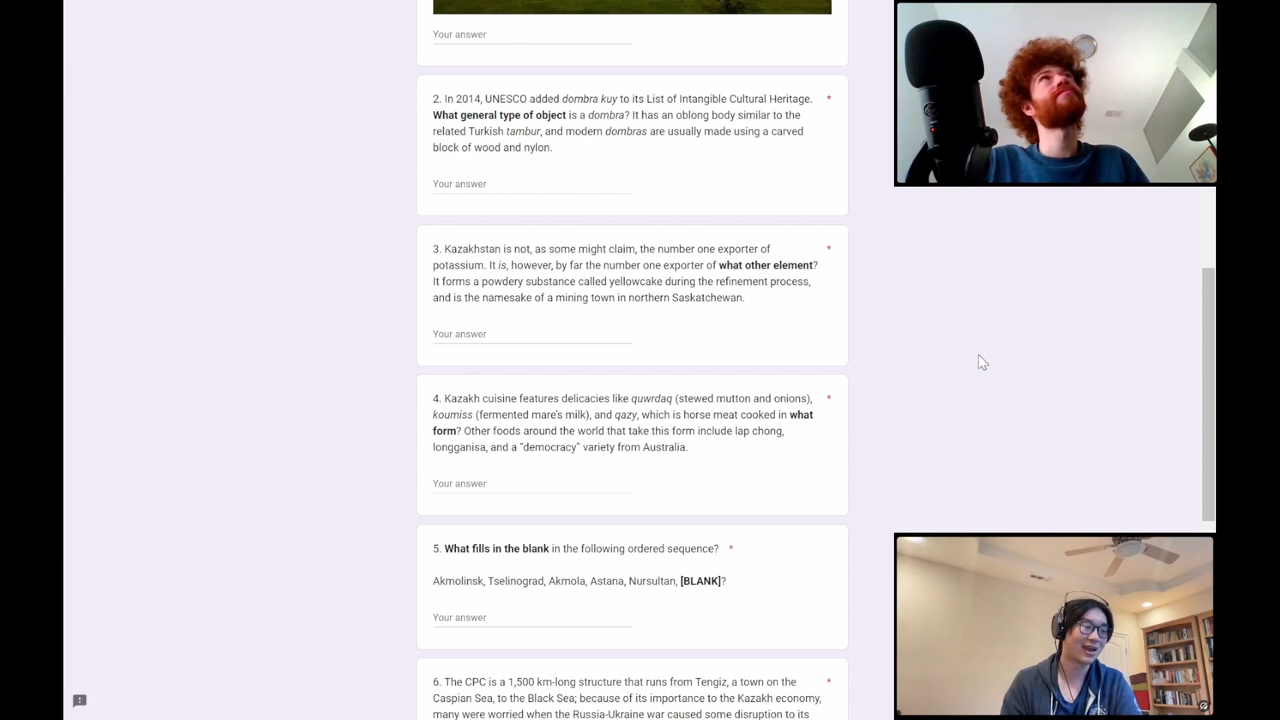 Your answer
2. In 2014, UNESCO added dombra kuy to its List of Intangible Cultural Heritage. *
What general type of object is a dombra? It has an oblong body similar to the
related Turkish tambur, and modern dombras are usually made using a carved
block of wood and nylon.
Your answer
3. Kazakhstan is not, as some might claim, the number one exporter of *
potassium. It is, however, by far the number one exporter of what other element?
It forms a powdery substance called yellowcake during the refinement process,
and is the namesake of a mining town in northern Saskatchewan.
Your answer
4. Kazakh cuisine features delicacies like quwrdaq (stewed mutton and onions), *
koumiss (fermented mare's milk), and qazy, which is horse meat cooked in what
form? Other foods around the world that take this form include lap chong,
longganisa, and a "democracy" variety from Australia.
Your answer
5. What fills in the blank in the following ordered sequence? *
Akmolinsk, Tselinograd, Akmola, Astana, Nursultan, [BLANK]?
Your answer
6. The CPC is a 1,500 km-long structure that runs from Tengiz, a town on the *
Caspian Sea, to the Black Sea; because of its importance to the Kazakh economy,
many were worried when the Russia-Ukraine war caused some disruption to its